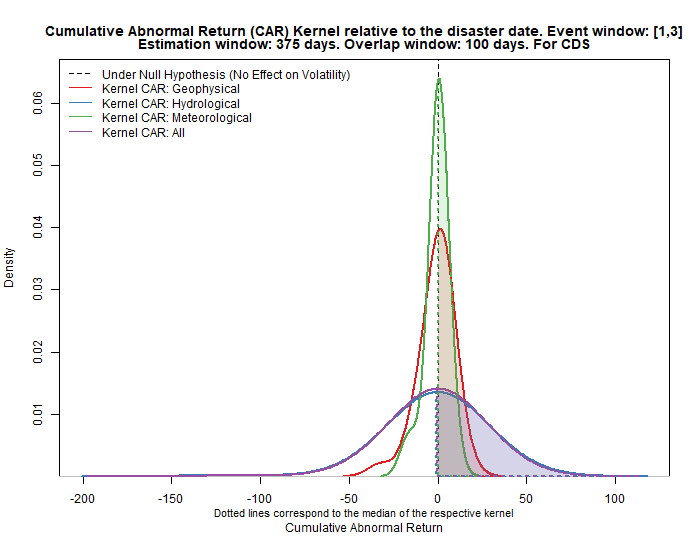 Cumulative Abnormal Return (CAR) Kernel relative to the disaster date. Event window: [1,3]
Estimation window: 375 days. Overlap window: 100 days. For CDS
Under Null Hypothesis (No Effect on Volatility)
Kernel CAR: Geophysical
Kernel CAR: Hydrological
Kernel CAR: Meteorological
Kernel CAR: All
Density
0.06
0.05
0.04
0.03
0.02
0.01
-200 -150 -100 -50 0 50 100
Dotted lines correspond to the median of the respective kernel
Cumulative Abnormal Return